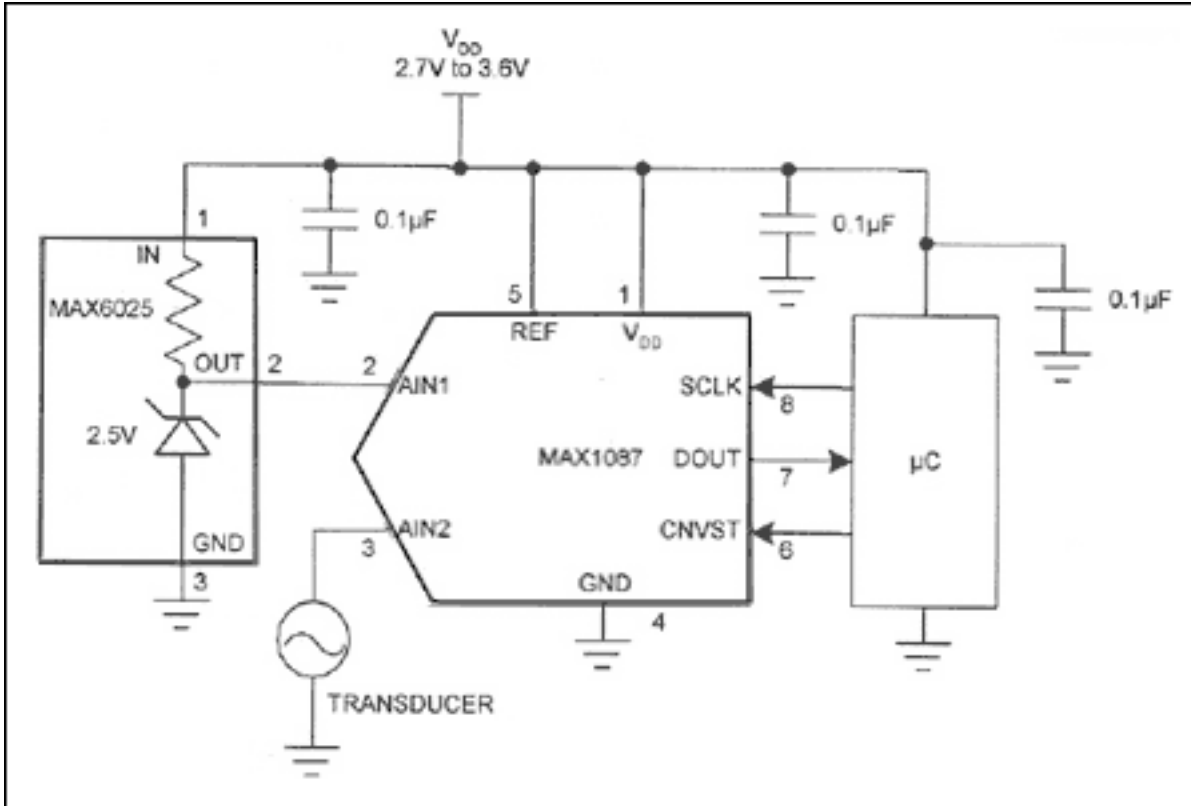 V_DD
2.7V to 3.6V
1
0.1µF
0.1µF
0.1µF
IN
MAX6025
OUT
2
2.5V
GND
3
5
1
REF
V_DD
2
AIN1
SCLK
8
MAX1087
DOUT
7
µC
AIN2
3
CNVST
6
GND
4
TRANSDUCER